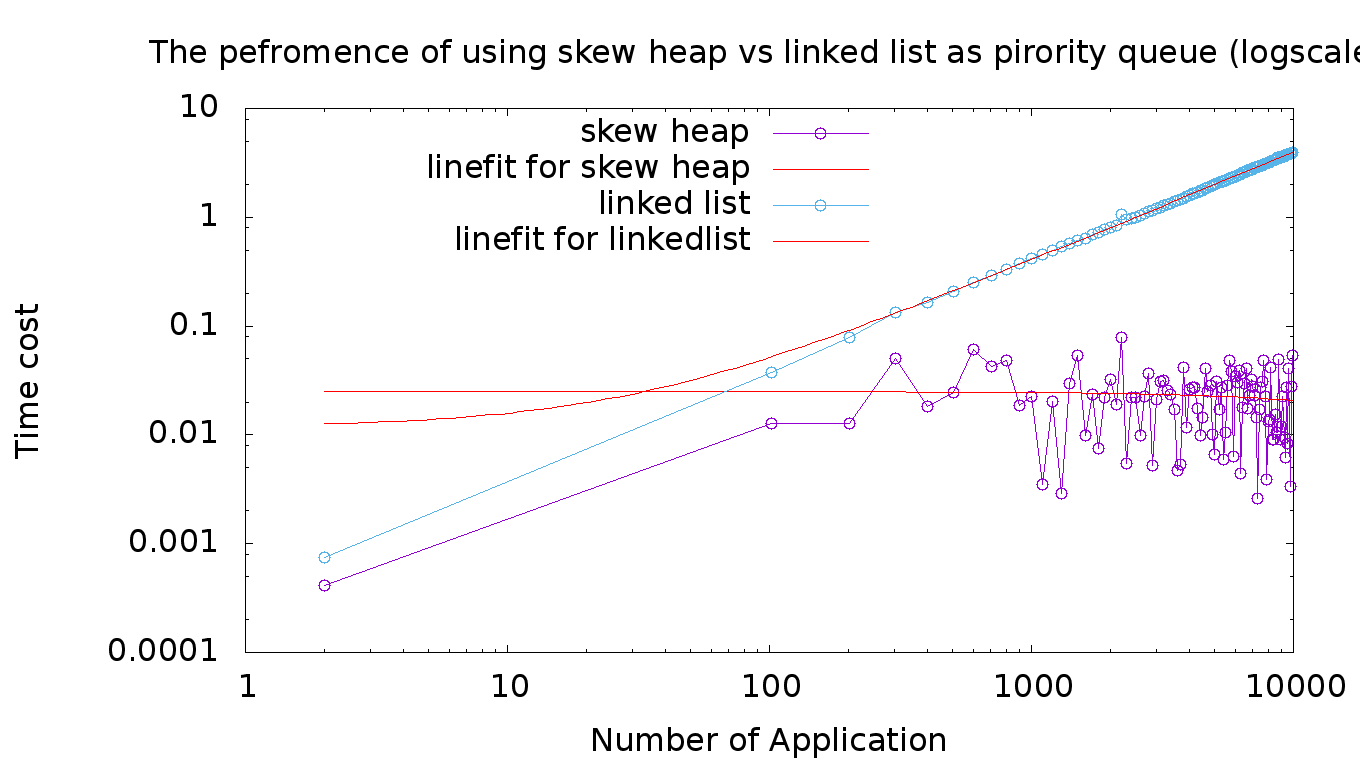 The pefromence of using skew heap vs linked list as pirority queue (logscale
10
1
0.1
0.01
0.001
0.0001
Time cost
skew heap
linefit for skew heap
linked list
linefit for linkedlist
1 10 100 1000 10000
Number of Application